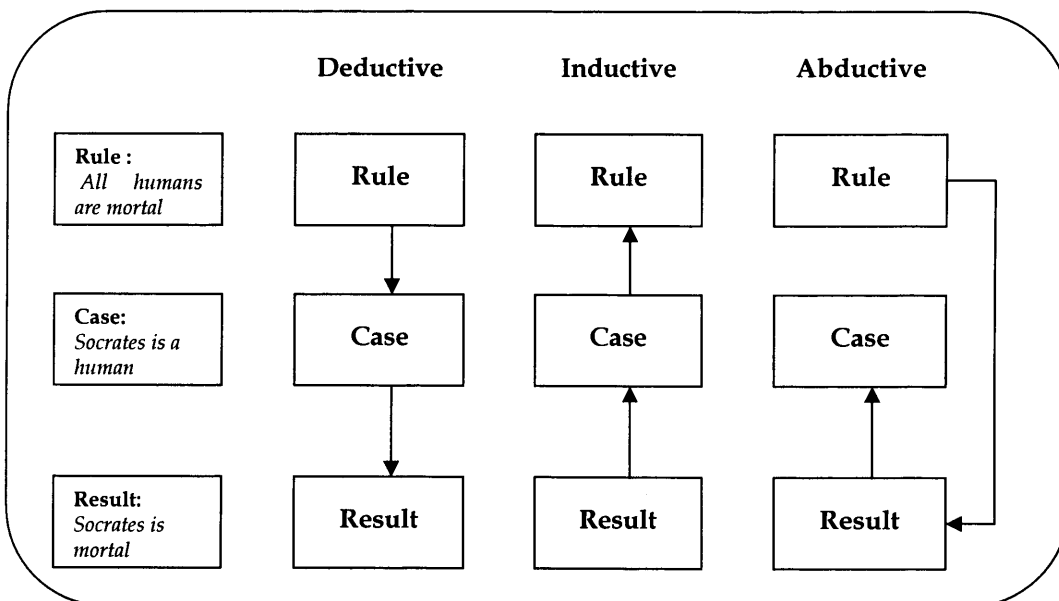 Deductive Inductive Abductive
Rule :
All humans
are mortal
Rule Rule Rule
Case:
Socrates is a
human
Case Case Case
Result:
Socrates is
mortal
Result Result Result